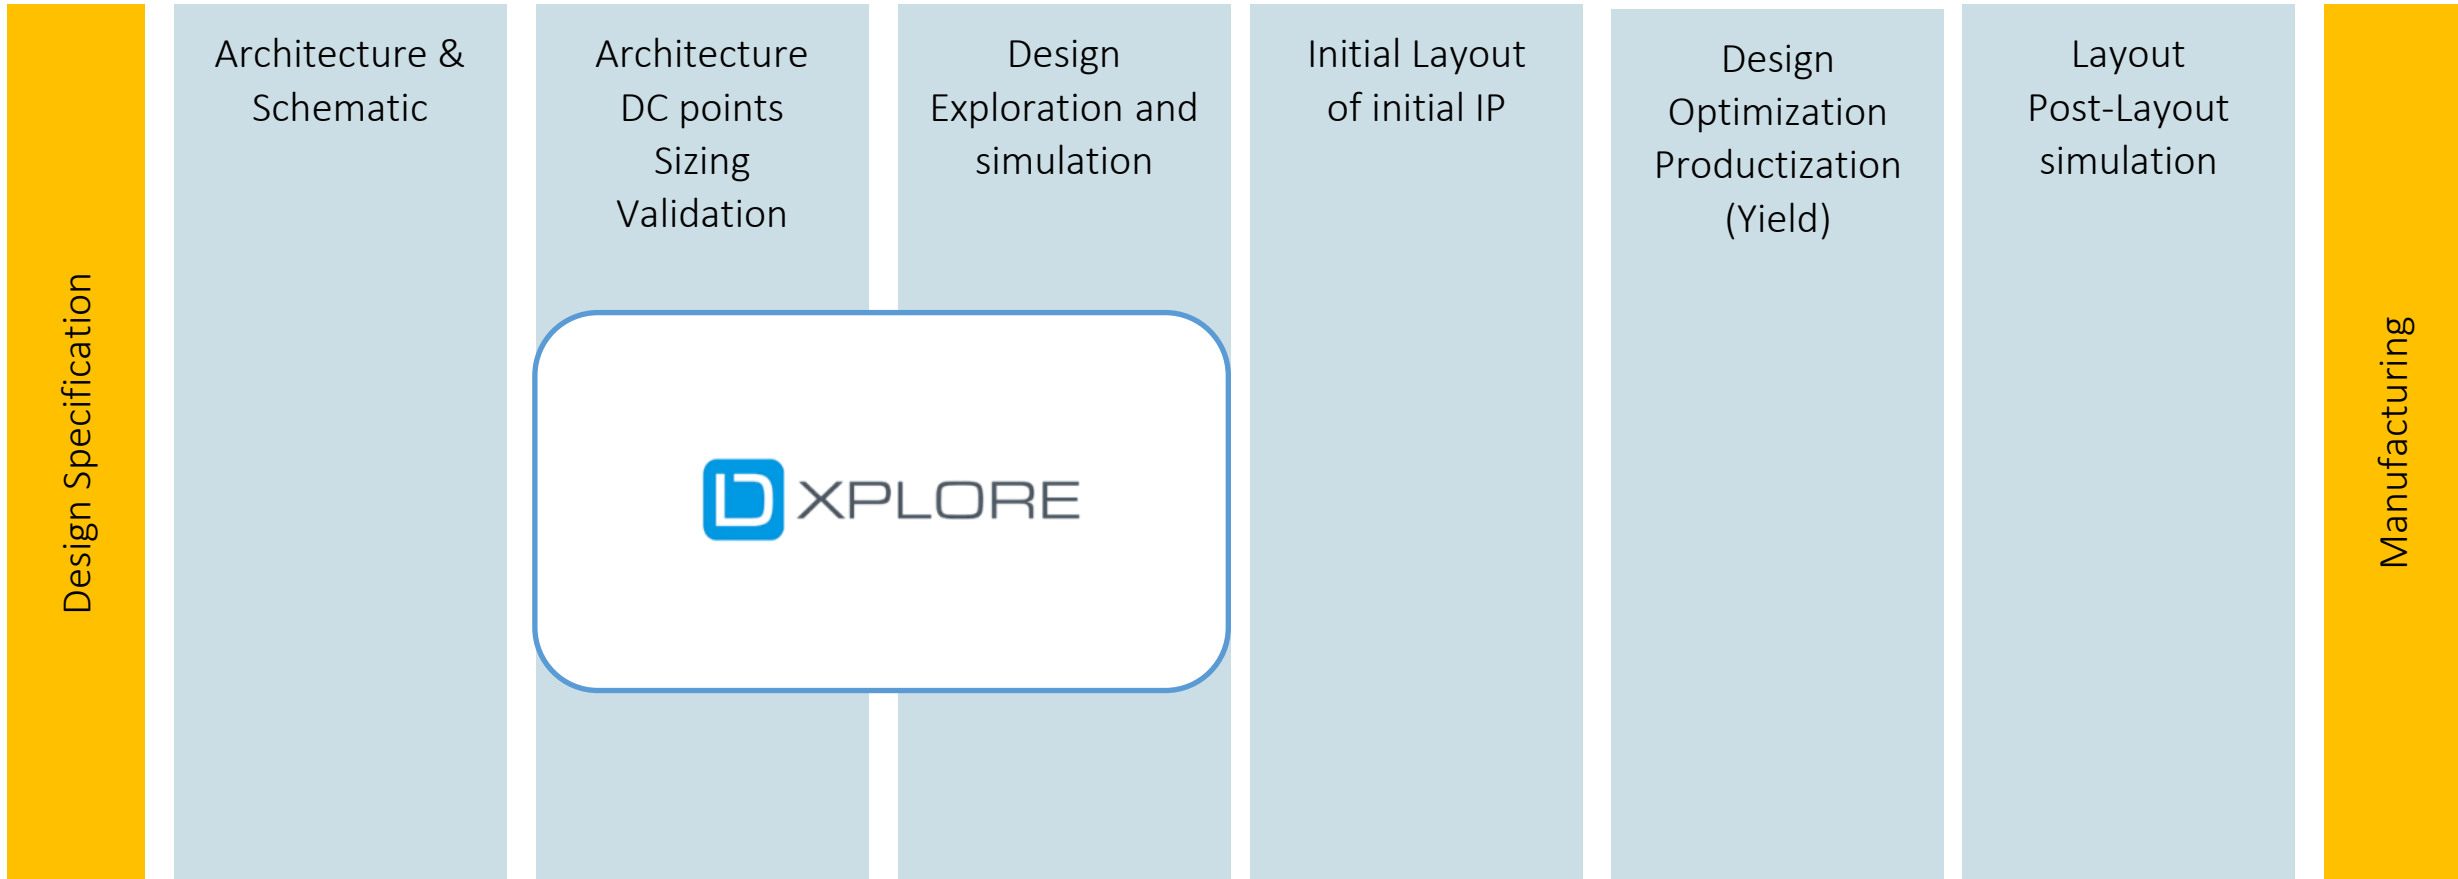 Design Specification
Architecture &
Schematic
Architecture
DC points
Sizing
Validation
Design
Exploration and
simulation
Initial Layout
of initial IP
Design
Optimization
Productization
(Yield)
Layout
Post-Layout
simulation
Manufacturing
ID XPLORE